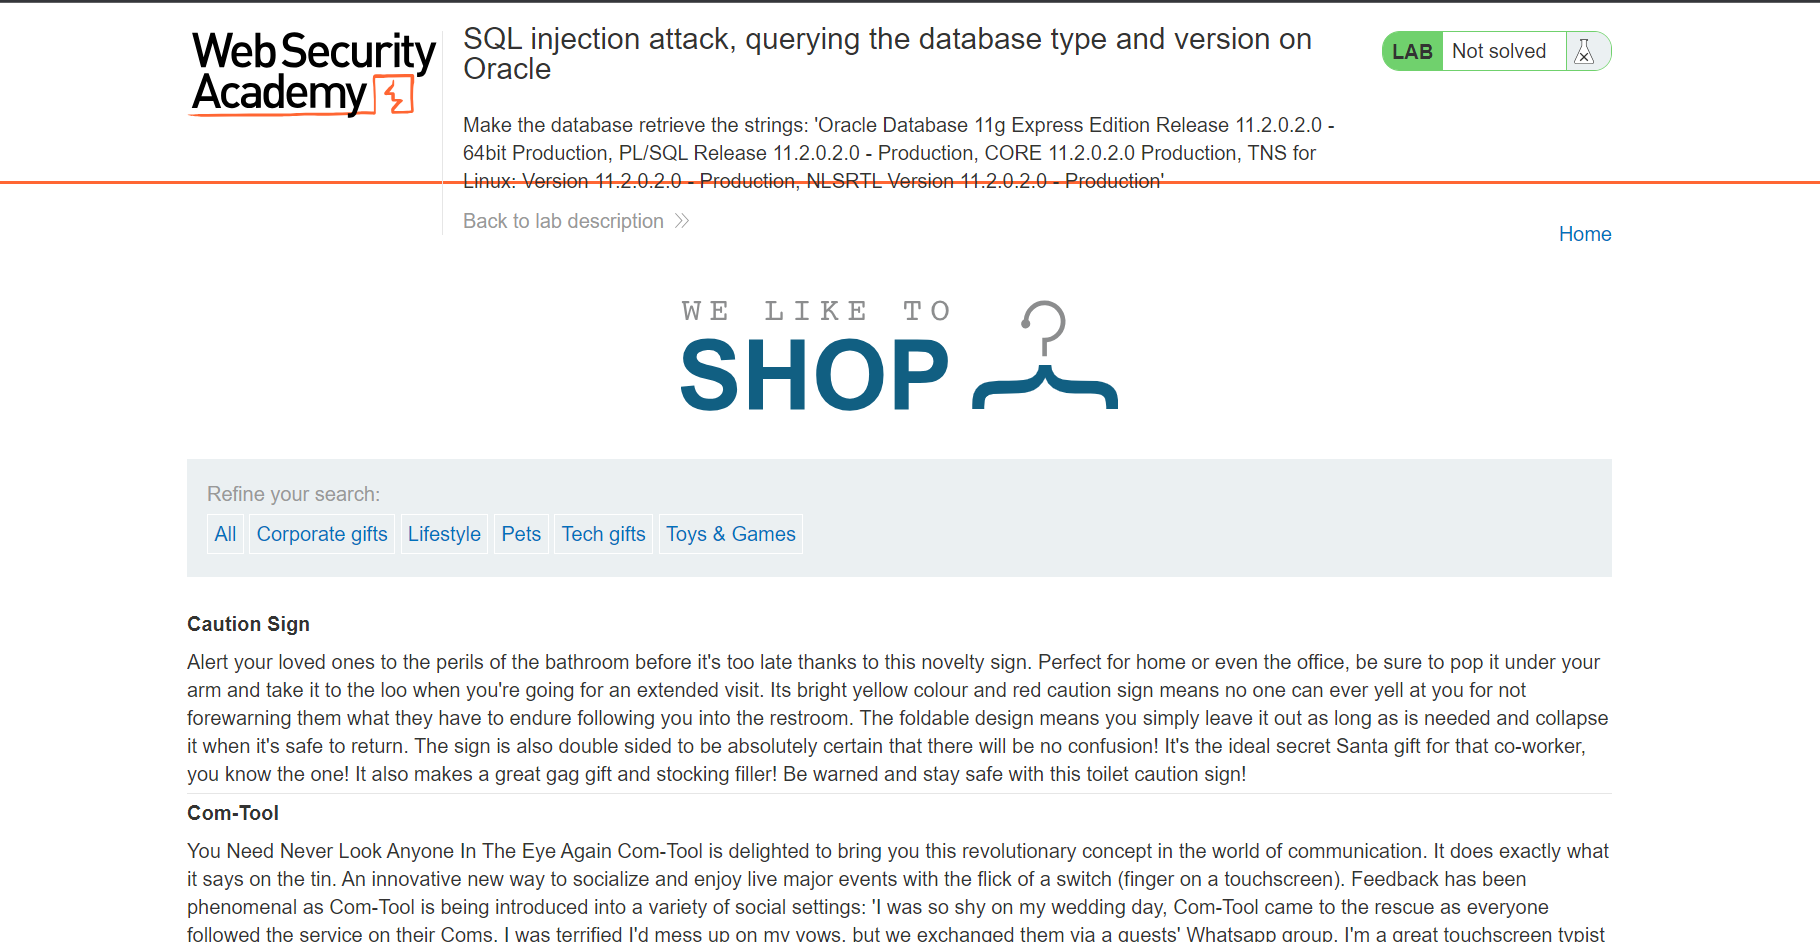 Web Security
Academy
SQL injection attack, querying the database type and version on
Oracle
LAB Not solved
Make the database retrieve the strings: 'Oracle Database 11g Express Edition Release 11.2.0.2.0 -
64bit Production, PL/SQL Release 11.2.0.2.0 - Production, CORE 11.2.0.2.0 Production, TNS for
Linux: Version 11.2.0.2.0 - Production, NLSRTL Version 11.2.0.2.0 - Production'
Back to lab description
Home
WE LIKE TO
SHOP
Refine your search:
All Corporate gifts Lifestyle Pets Tech gifts Toys & Games
Caution Sign
Alert your loved ones to the perils of the bathroom before it's too late thanks to this novelty sign. Perfect for home or even the office, be sure to pop it under your
arm and take it to the loo when you're going for an extended visit. Its bright yellow colour and red caution sign means no one can ever yell at you for not
forewarning them what they have to endure following you into the restroom. The foldable design means you simply leave it out as long as is needed and collapse
it when it's safe to return. The sign is also double sided to be absolutely certain that there will be no confusion! It's the ideal secret Santa gift for that co-worker,
you know the one! It also makes a great gag gift and stocking filler! Be warned and stay safe with this toilet caution sign!
Com-Tool
You Need Never Look Anyone In The Eye Again Com-Tool is delighted to bring you this revolutionary concept in the world of communication. It does exactly what
it says on the tin. An innovative new way to socialize and enjoy live major events with the flick of a switch (finger on a touchscreen). Feedback has been
phenomenal as Com-Tool is being introduced into a variety of social settings: 'I was so shy on my wedding day, Com-Tool came to the rescue as everyone
followed the service on their Coms. I was terrified I'd mess up on my vows, but we exchanged them via a guests' Whatsapp group. I'm a great touchscreen typist